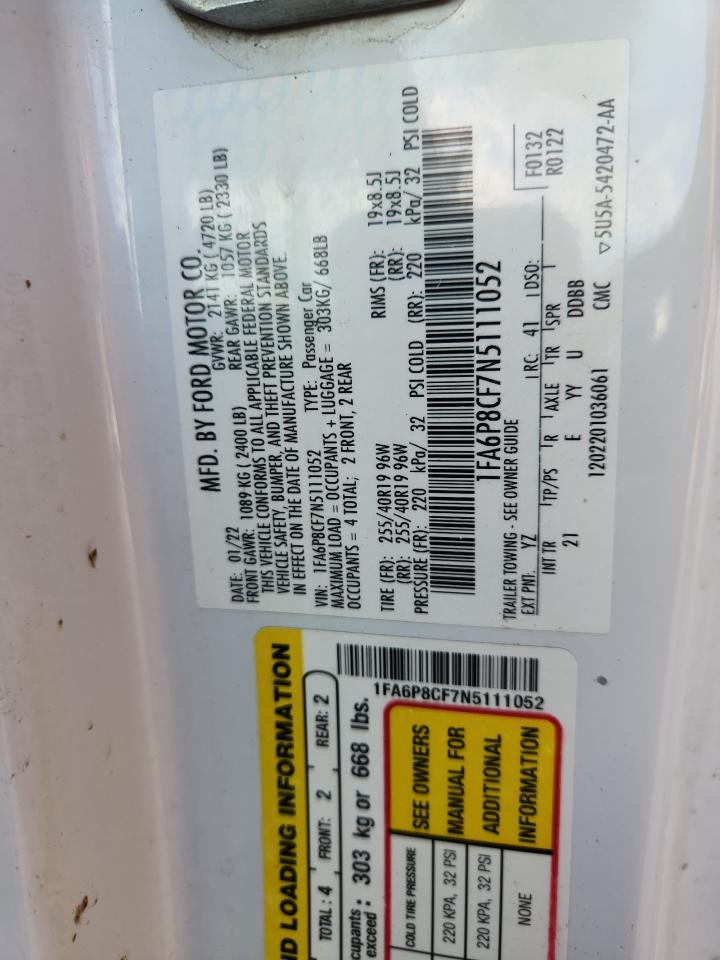 MFD. BY FORD MOTOR CO.
DATE: 01/22 GVWR: 2141 KG ( 4720 LB)
FRONT GAWR: 1089 KG ( 2400 LB) REAR GAWR: 1057 KG ( 2330 LB)
THIS VEHICLE CONFORMS TO ALL APPLICABLE FEDERAL MOTOR
VEHICLE SAFETY, BUMPER, AND THEFT PREVENTION STANDARDS
IN EFFECT ON THE DATE OF MANUFACTURE SHOWN ABOVE.
VIN: 1FA6P8CF7N5111052 TYPE: Passenger Car
MAXIMUM LOAD = OCCUPANTS + LUGGAGE = 303KG/ 668LB
OCCUPANTS = 4 TOTAL; 2 FRONT, 2 REAR
TIRE (FR): 255/40R19 96W RIMS (FR): 19x8.5J
(RR): 255/40R19 96W (RR): 19x8.5J
PRESSURE (FR): 220 kPa/ 32 PSI COLD (RR): 220 kPa/ 32 PSI COLD
1FA6P8CF7N5111052
TRAILER TOWING - SEE OWNER GUIDE F0132
EXT PNT: YZ RC: 41 DSO: R0122
INT TR TP/PS R AXLE TR SPR
21 E YY U DDBB
1202201036061 CMC ▽5U5A-5420472-AA
ND LOADING INFORMATION
TOTAL: 4 FRONT: 2 REAR: 2
cupants
exceed : 303 kg or 668 lbs.
1FA6P8CF7N5111052
COLD TIRE PRESSURE
220 KPA, 32 PSI
220 KPA, 32 PSI
NONE
SEE OWNERS
MANUAL FOR
ADDITIONAL
INFORMATION